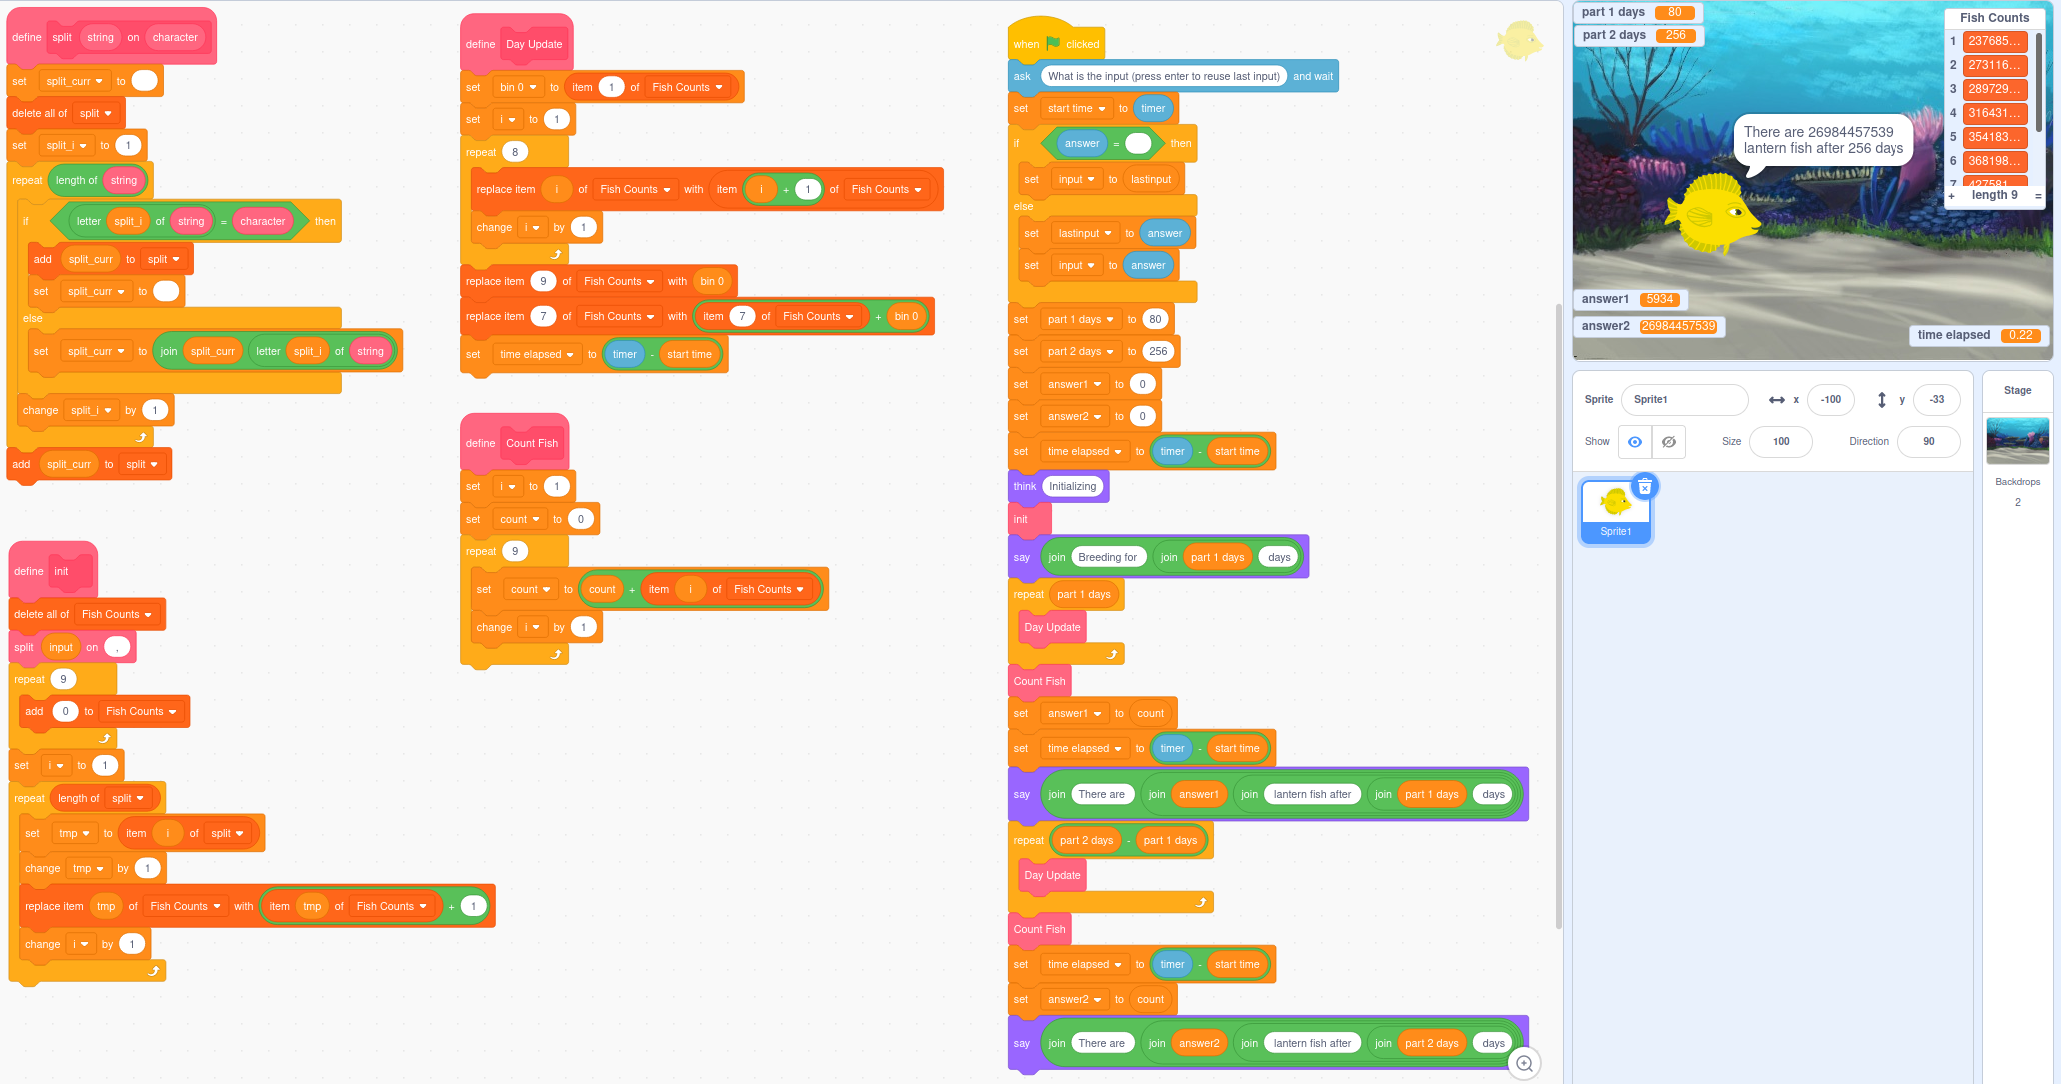 define split string on character
set split_curr to
delete all of split
set split_i to 1
repeat length of string
if letter split_i of string = character then
add split_curr to split
set split_curr to
else
set split_curr to join split_curr letter split_i of string
change split_i by 1
add split_curr to split
define init
delete all of Fish Counts
split input on ,
repeat 9
add 0 to Fish Counts
set i to 1
repeat length of split
set tmp to item i of split
change tmp by 1
replace item tmp of Fish Counts with item tmp of Fish Counts + 1
change i by 1
define Day Update
set bin 0 to item 1 of Fish Counts
set i to 1
repeat 8
replace item i of Fish Counts with item i + 1 of Fish Counts
change i by 1
replace item 9 of Fish Counts with bin 0
replace item 7 of Fish Counts with item 7 of Fish Counts + bin 0
set time elapsed to timer - start time
define Count Fish
set i to 1
set count to 0
repeat 9
set count to count + item i of Fish Counts
change i by 1
when clicked
ask What is the input (press enter to reuse last input) and wait
set start time to timer
if answer = then
set input to lastinput
else
set lastinput to answer
set input to answer
set part 1 days to 80
set part 2 days to 256
set answer1 to 0
set answer2 to 0
set time elapsed to timer - start time
think Initializing
init
say join Breeding for join part 1 days days
repeat part 1 days
Day Update
Count Fish
set answer1 to count
set time elapsed to timer - start time
say join There are join answer1 join lantern fish after join part 1 days days
repeat part 2 days - part 1 days
Day Update
Count Fish
set time elapsed to timer - start time
set answer2 to count
say join There are join answer2 join lantern fish after join part 2 days days
part 1 days 80
part 2 days 256
Fish Counts
1 237685...
2 273116...
3 289729...
4 316431...
5 354183...
6 368198...
7 427581
+ length 9 =
There are 26984457539
lantern fish after 256 days
answer1 5934
answer2 26984457539
time elapsed 0.22
Sprite Sprite1 x -100 y -33
Show Size 100 Direction 90
Sprite1
Stage
Backdrops
2